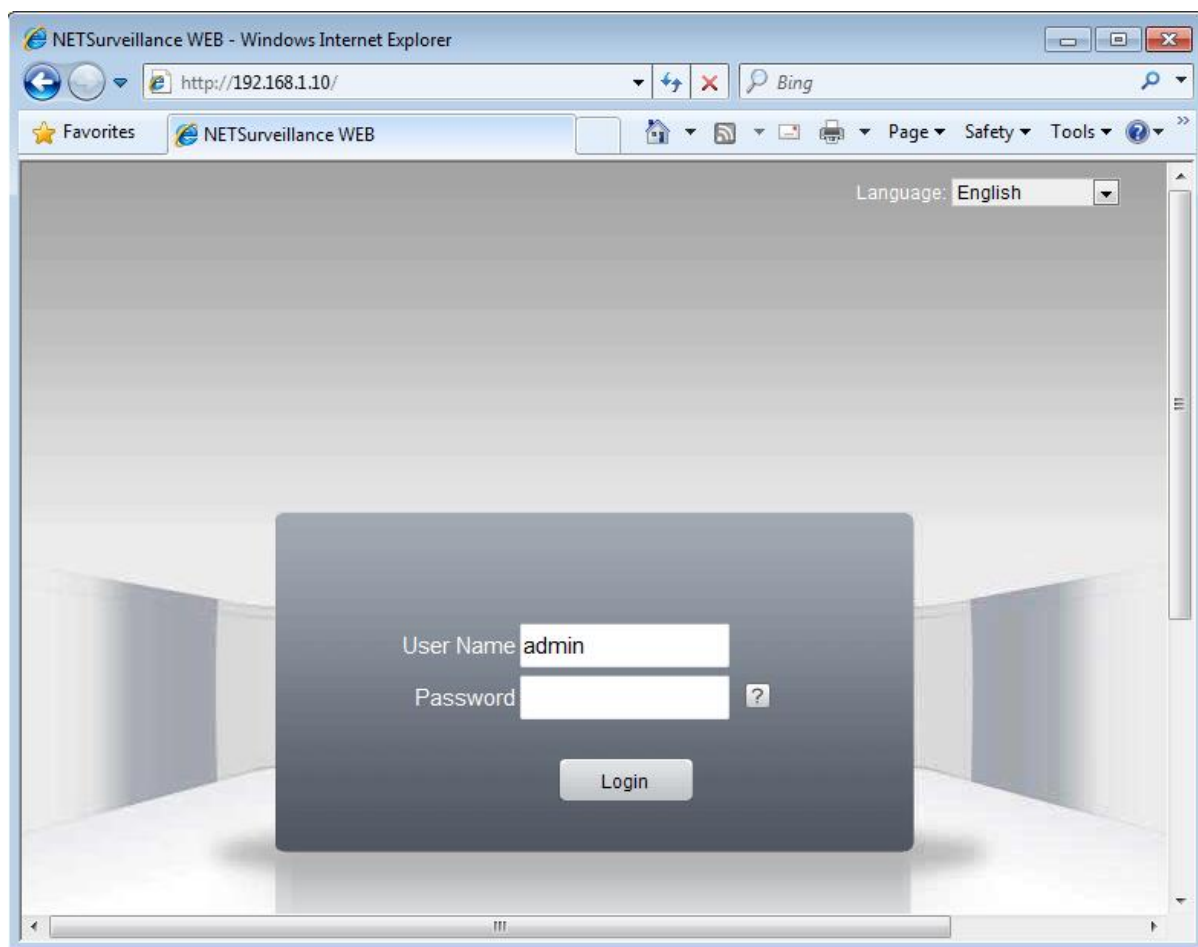 NETSurveillance WEB - Windows Internet Explorer
http://192.168.1.10/
Bing
Favorites
NETSurveillance WEB
Page
Safety
Tools
Language: English
User Name admin
Password
?
Login